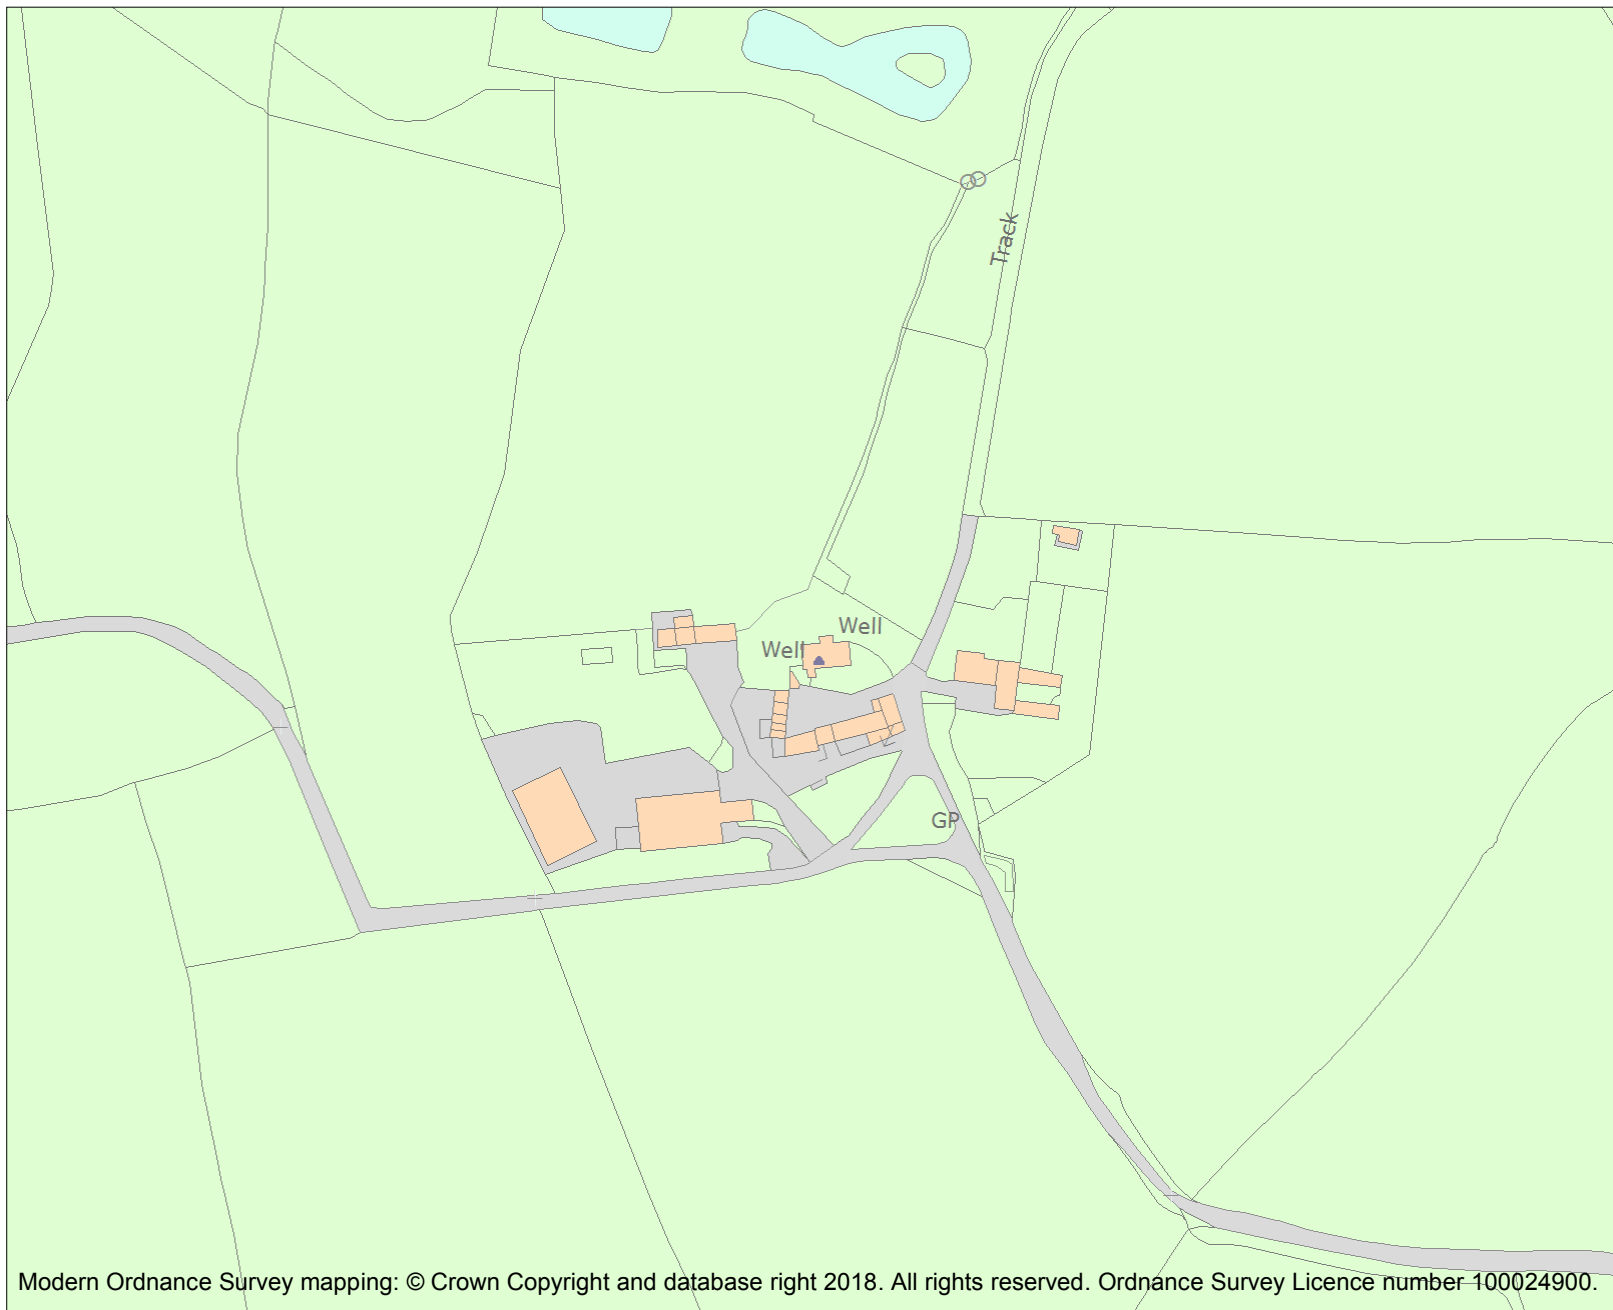 Track
Well
Well
GP
Modern Ordnance Survey mapping: © Crown Copyright and database right 2018. All rights reserved. Ordnance Survey Licence number 100024900.